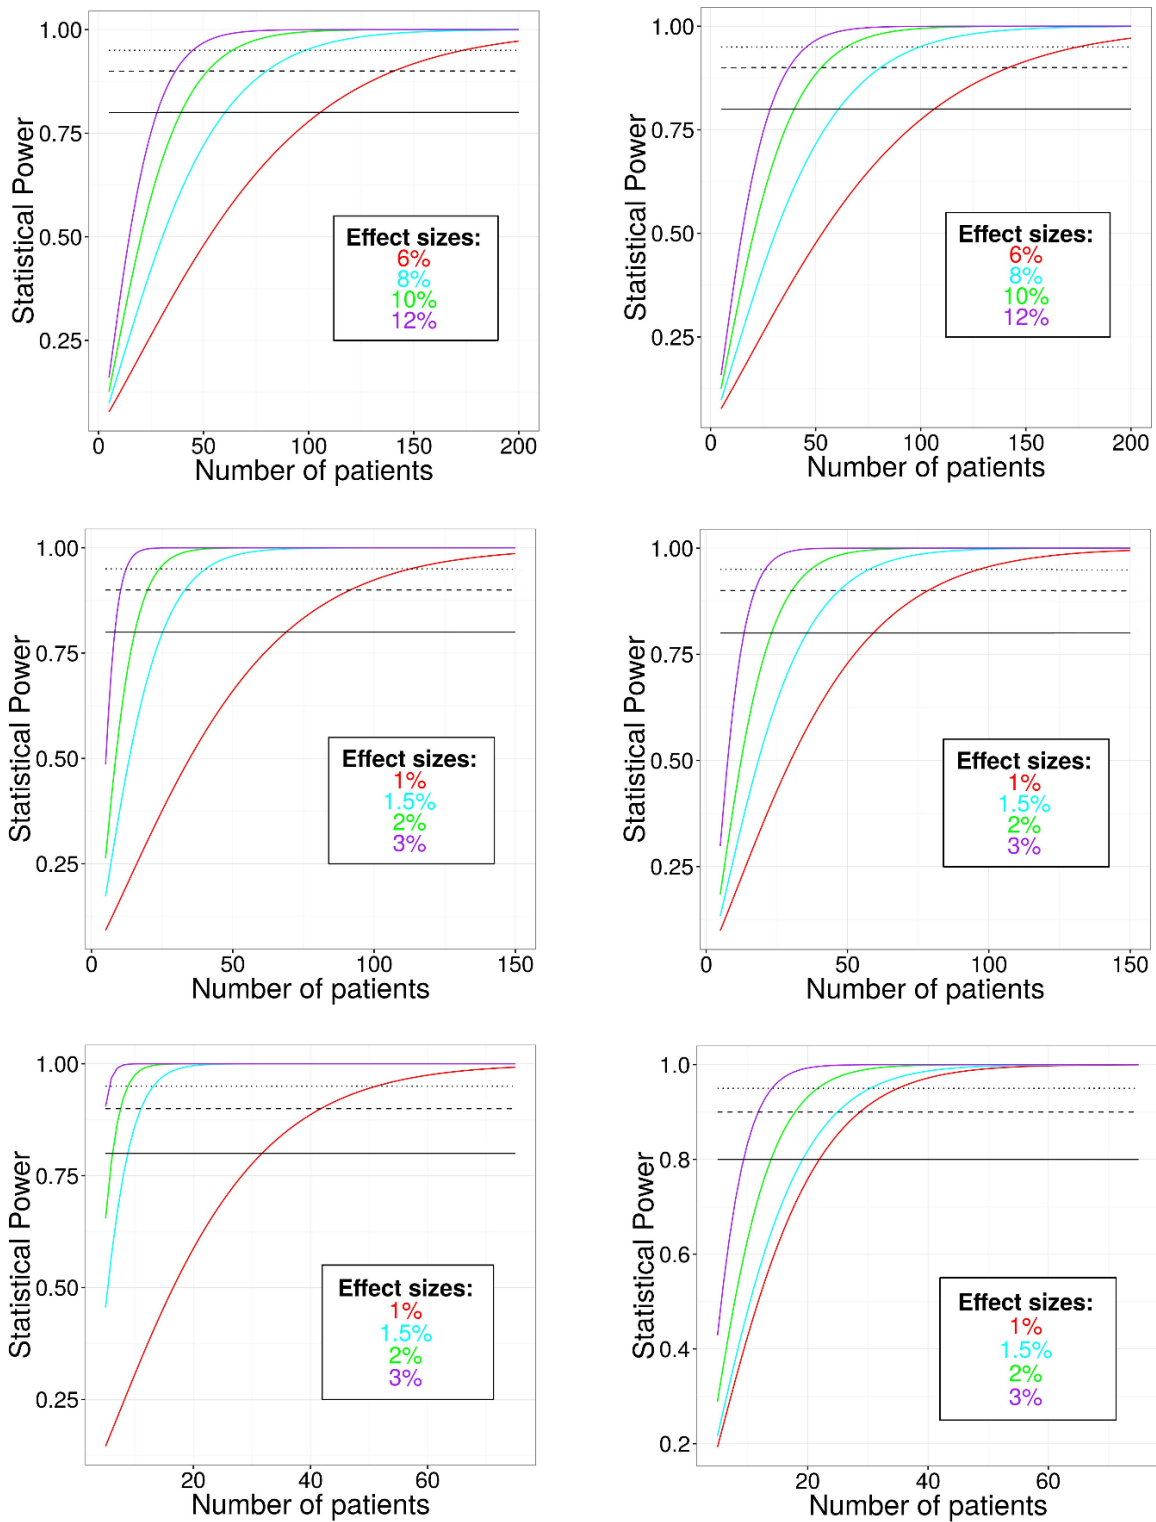 1.00
0.75
0.50
0.25
Statistical Power
0 50 100 150 200
Number of patients
Effect sizes:
6%
8%
10%
12%
1.00
0.75
0.50
0.25
Statistical Power
0 50 100 150 200
Number of patients
Effect sizes:
6%
8%
10%
12%
1.00
0.75
0.50
0.25
Statistical Power
0 50 100 150
Number of patients
Effect sizes:
1%
1.5%
2%
3%
1.00
0.75
0.50
0.25
Statistical Power
0 50 100 150
Number of patients
Effect sizes:
1%
1.5%
2%
3%
1.00
0.75
0.50
0.25
Statistical Power
20 40 60
Number of patients
Effect sizes:
1%
1.5%
2%
3%
1.0
0.8
0.6
0.4
0.2
Statistical Power
20 40 60
Number of patients
Effect sizes:
1%
1.5%
2%
3%